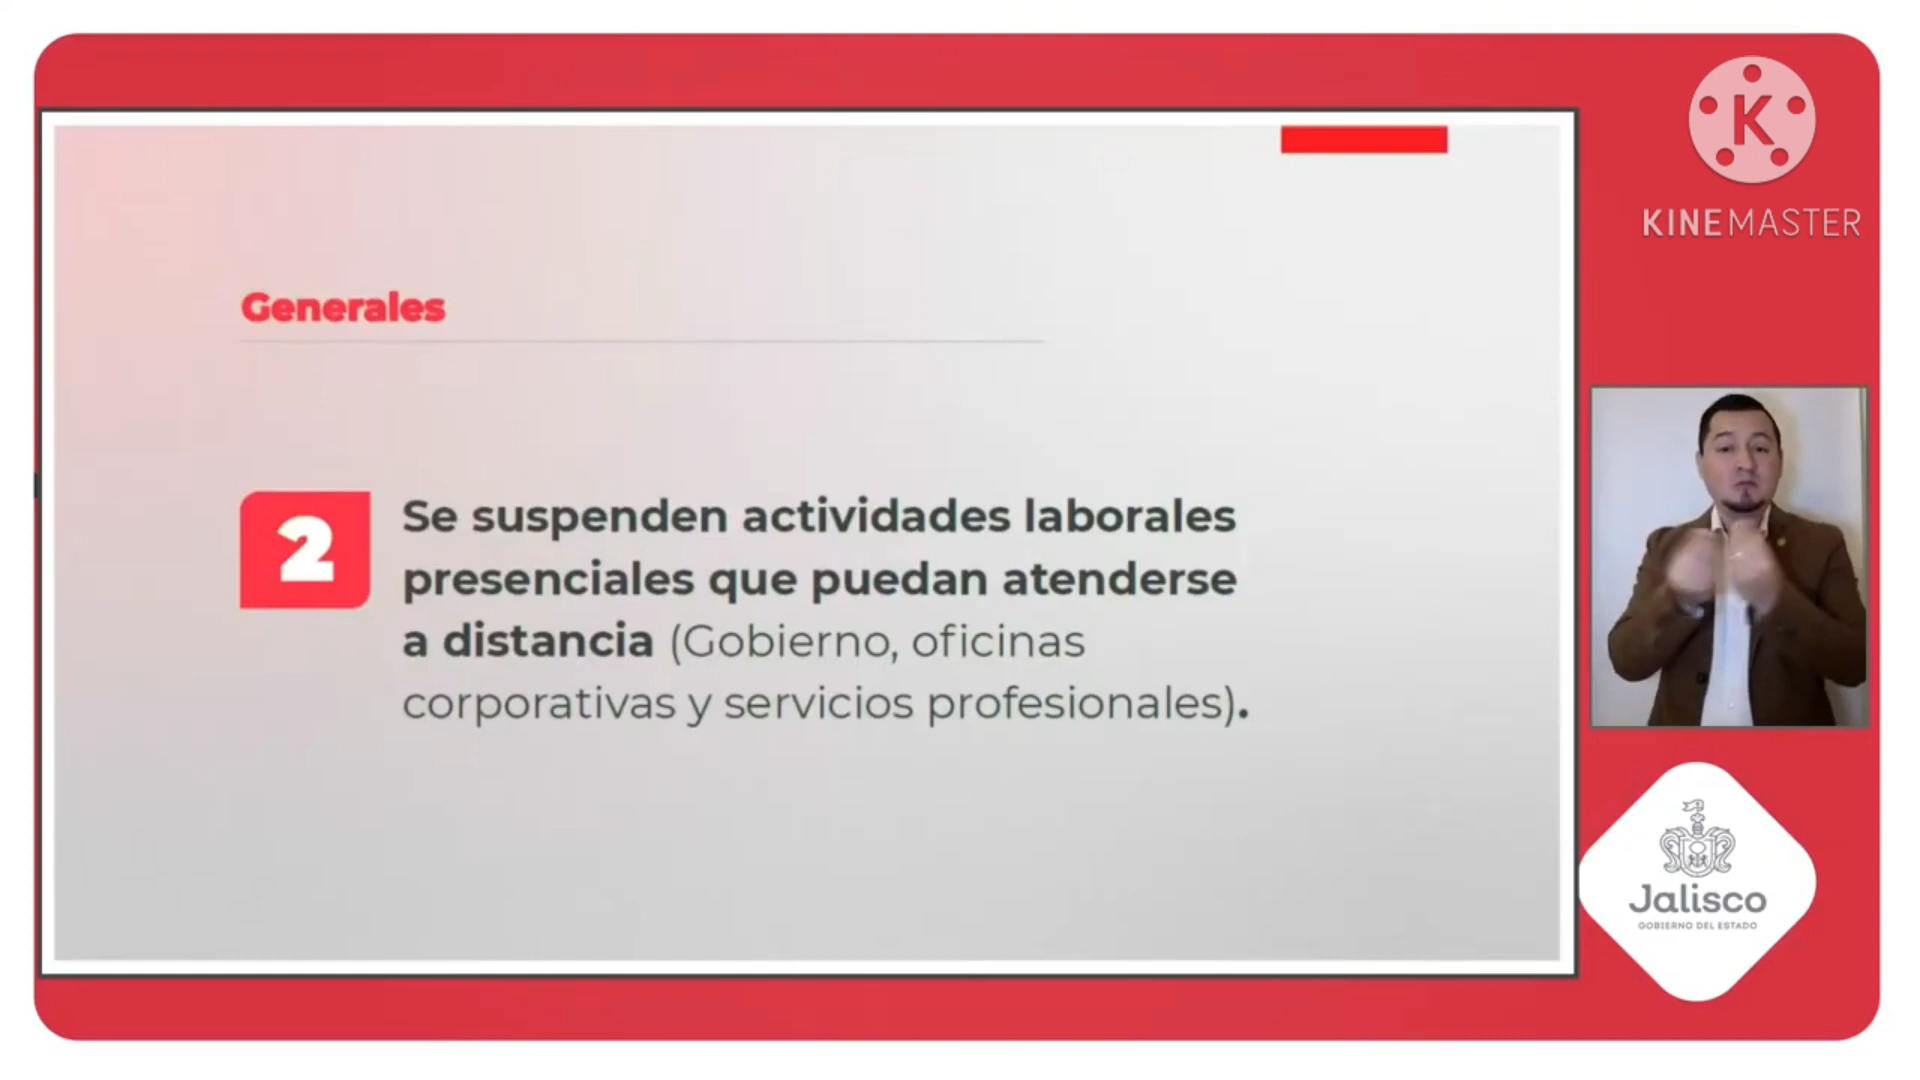 K
KINEMASTER
Generales
2
Se suspenden actividades laborales
presenciales que puedan atenderse
a distancia (Gobierno, oficinas
corporativas y servicios profesionales).
Jalisco
GOBIERNO DEL ESTADO